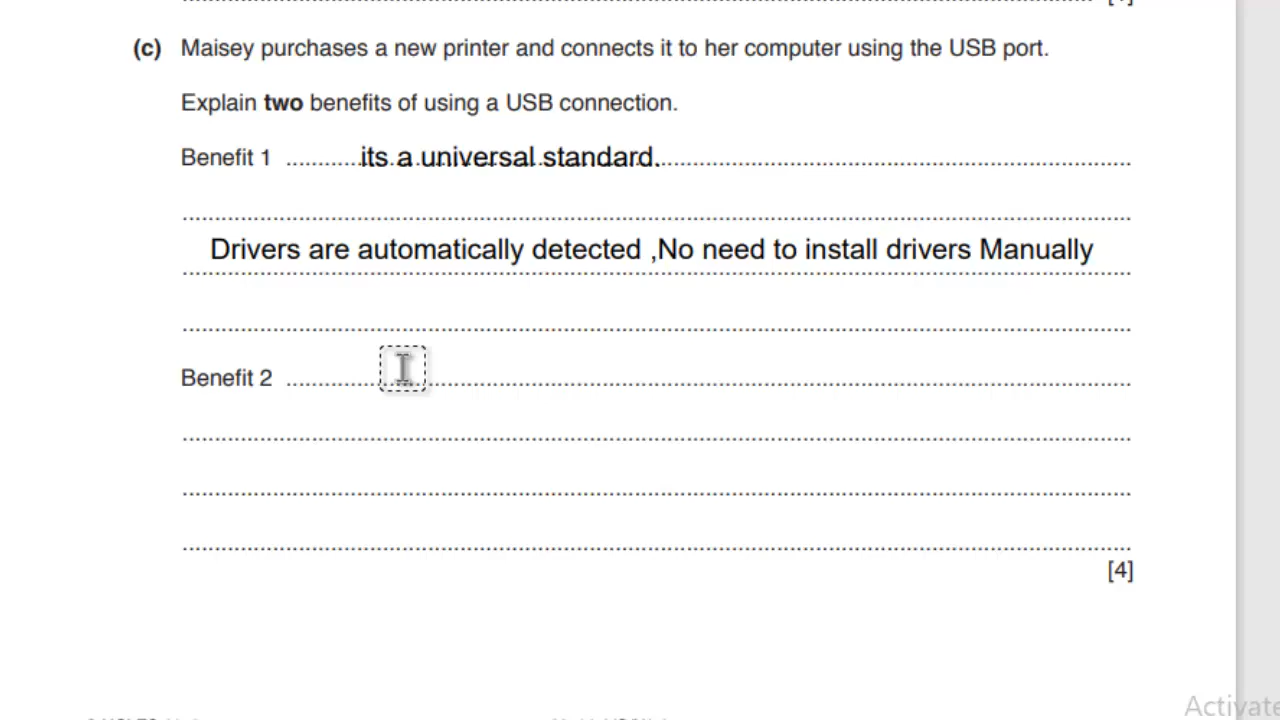 (c) Maisey purchases a new printer and connects it to her computer using the USB port.
Explain two benefits of using a USB connection.
Benefit 1 its a universal standard.
Drivers are automatically detected ,No need to install drivers Manually
Benefit 2
[4]
Activate